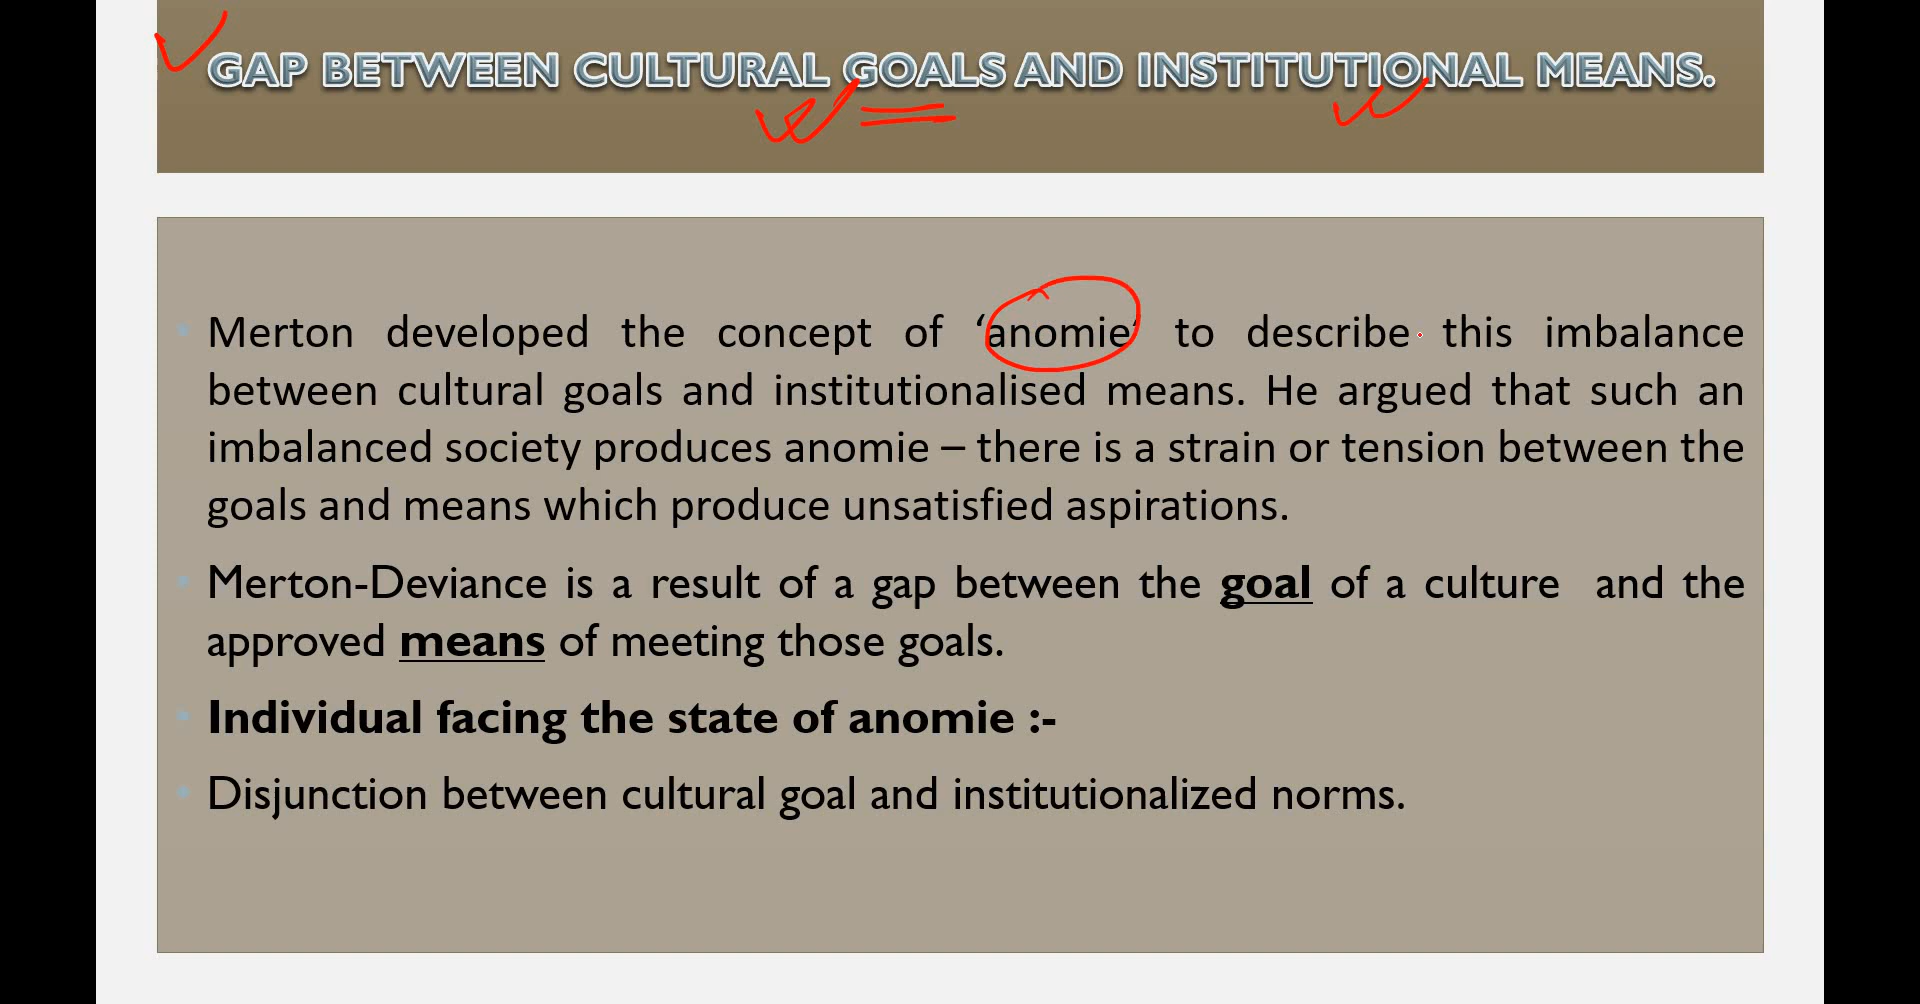 GAP BETWEEN CULTURAL GOALS AND INSTITUTIONAL MEANS.
• Merton developed the concept of ‘anomie’ to describe this imbalance
between cultural goals and institutionalised means. He argued that such an
imbalanced society produces anomie – there is a strain or tension between the
goals and means which produce unsatisfied aspirations.
• Merton-Deviance is a result of a gap between the goal of a culture and the
approved means of meeting those goals.
• Individual facing the state of anomie :-
• Disjunction between cultural goal and institutionalized norms.